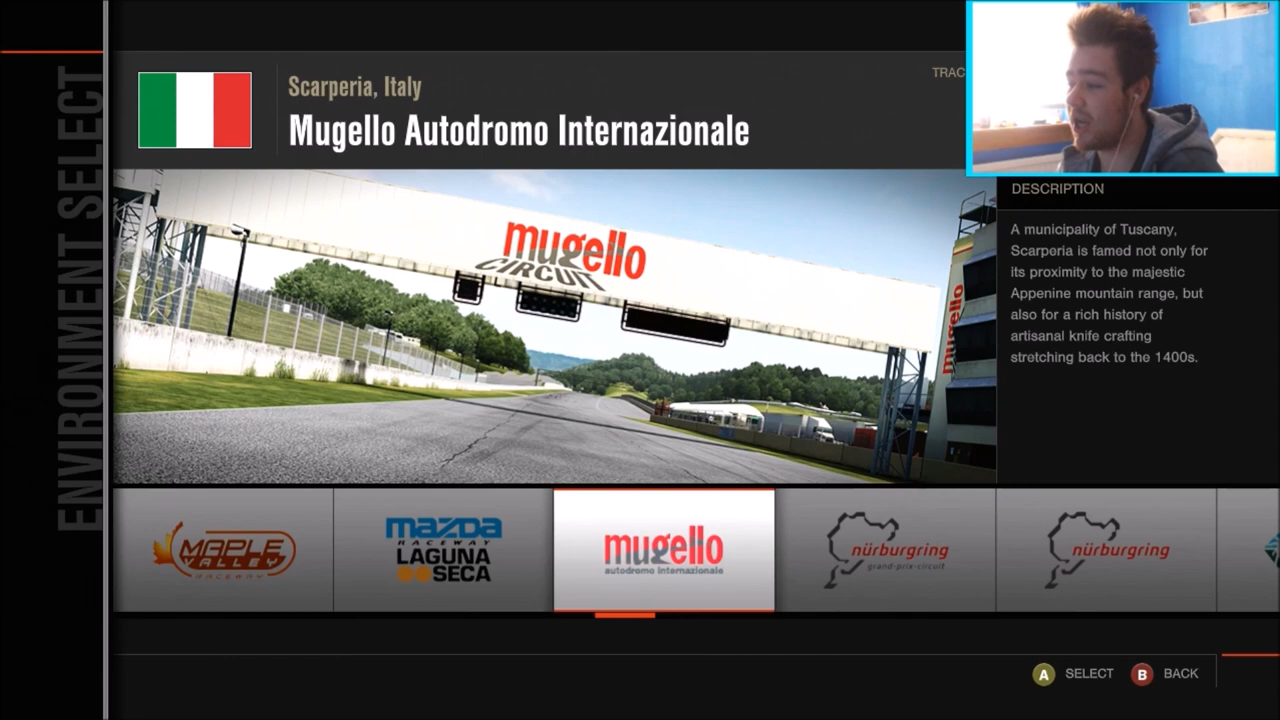 ENVIRONMENT SELECT
Scarperia, Italy
Mugello Autodromo Internazionale
TRAC
mugello
CIRCUIT
mugello
DESCRIPTION
A municipality of Tuscany,
Scarperia is famed not only for
its proximity to the majestic
Appenine mountain range, but
also for a rich history of
artisanal knife crafting
stretching back to the 1400s.
MAPLE
VALLEY
RACEWAY
mazda
RACEWAY
LAGUNA
SECA
mugello
autodromo internazionale
nürburgring
grand-prix-circuit
nürburgring
A SELECT B BACK